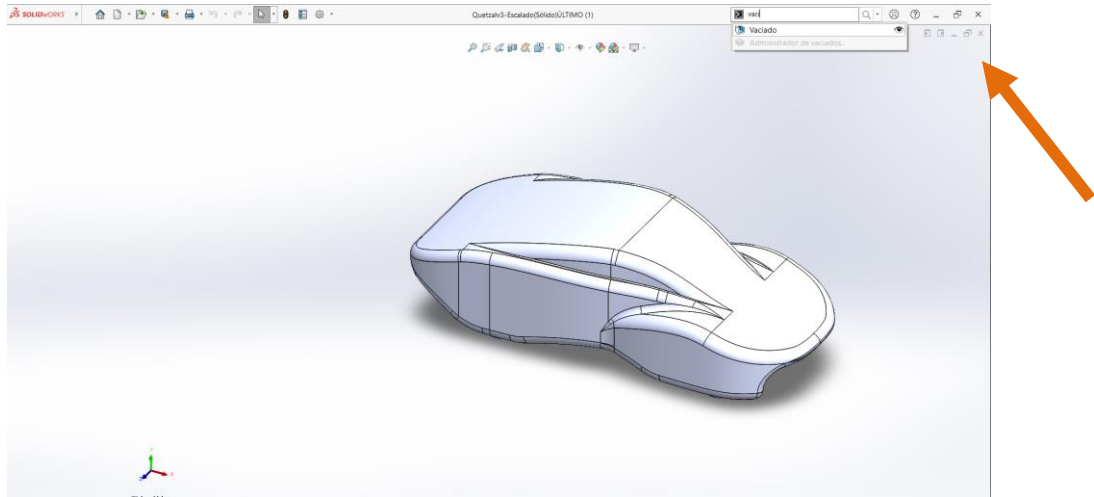 SOLIDWORKS
Quetzalv3-Escalado(Sólido)ÚLTIMO (1)
vaci
Vaciado
Administrador de vaciados.